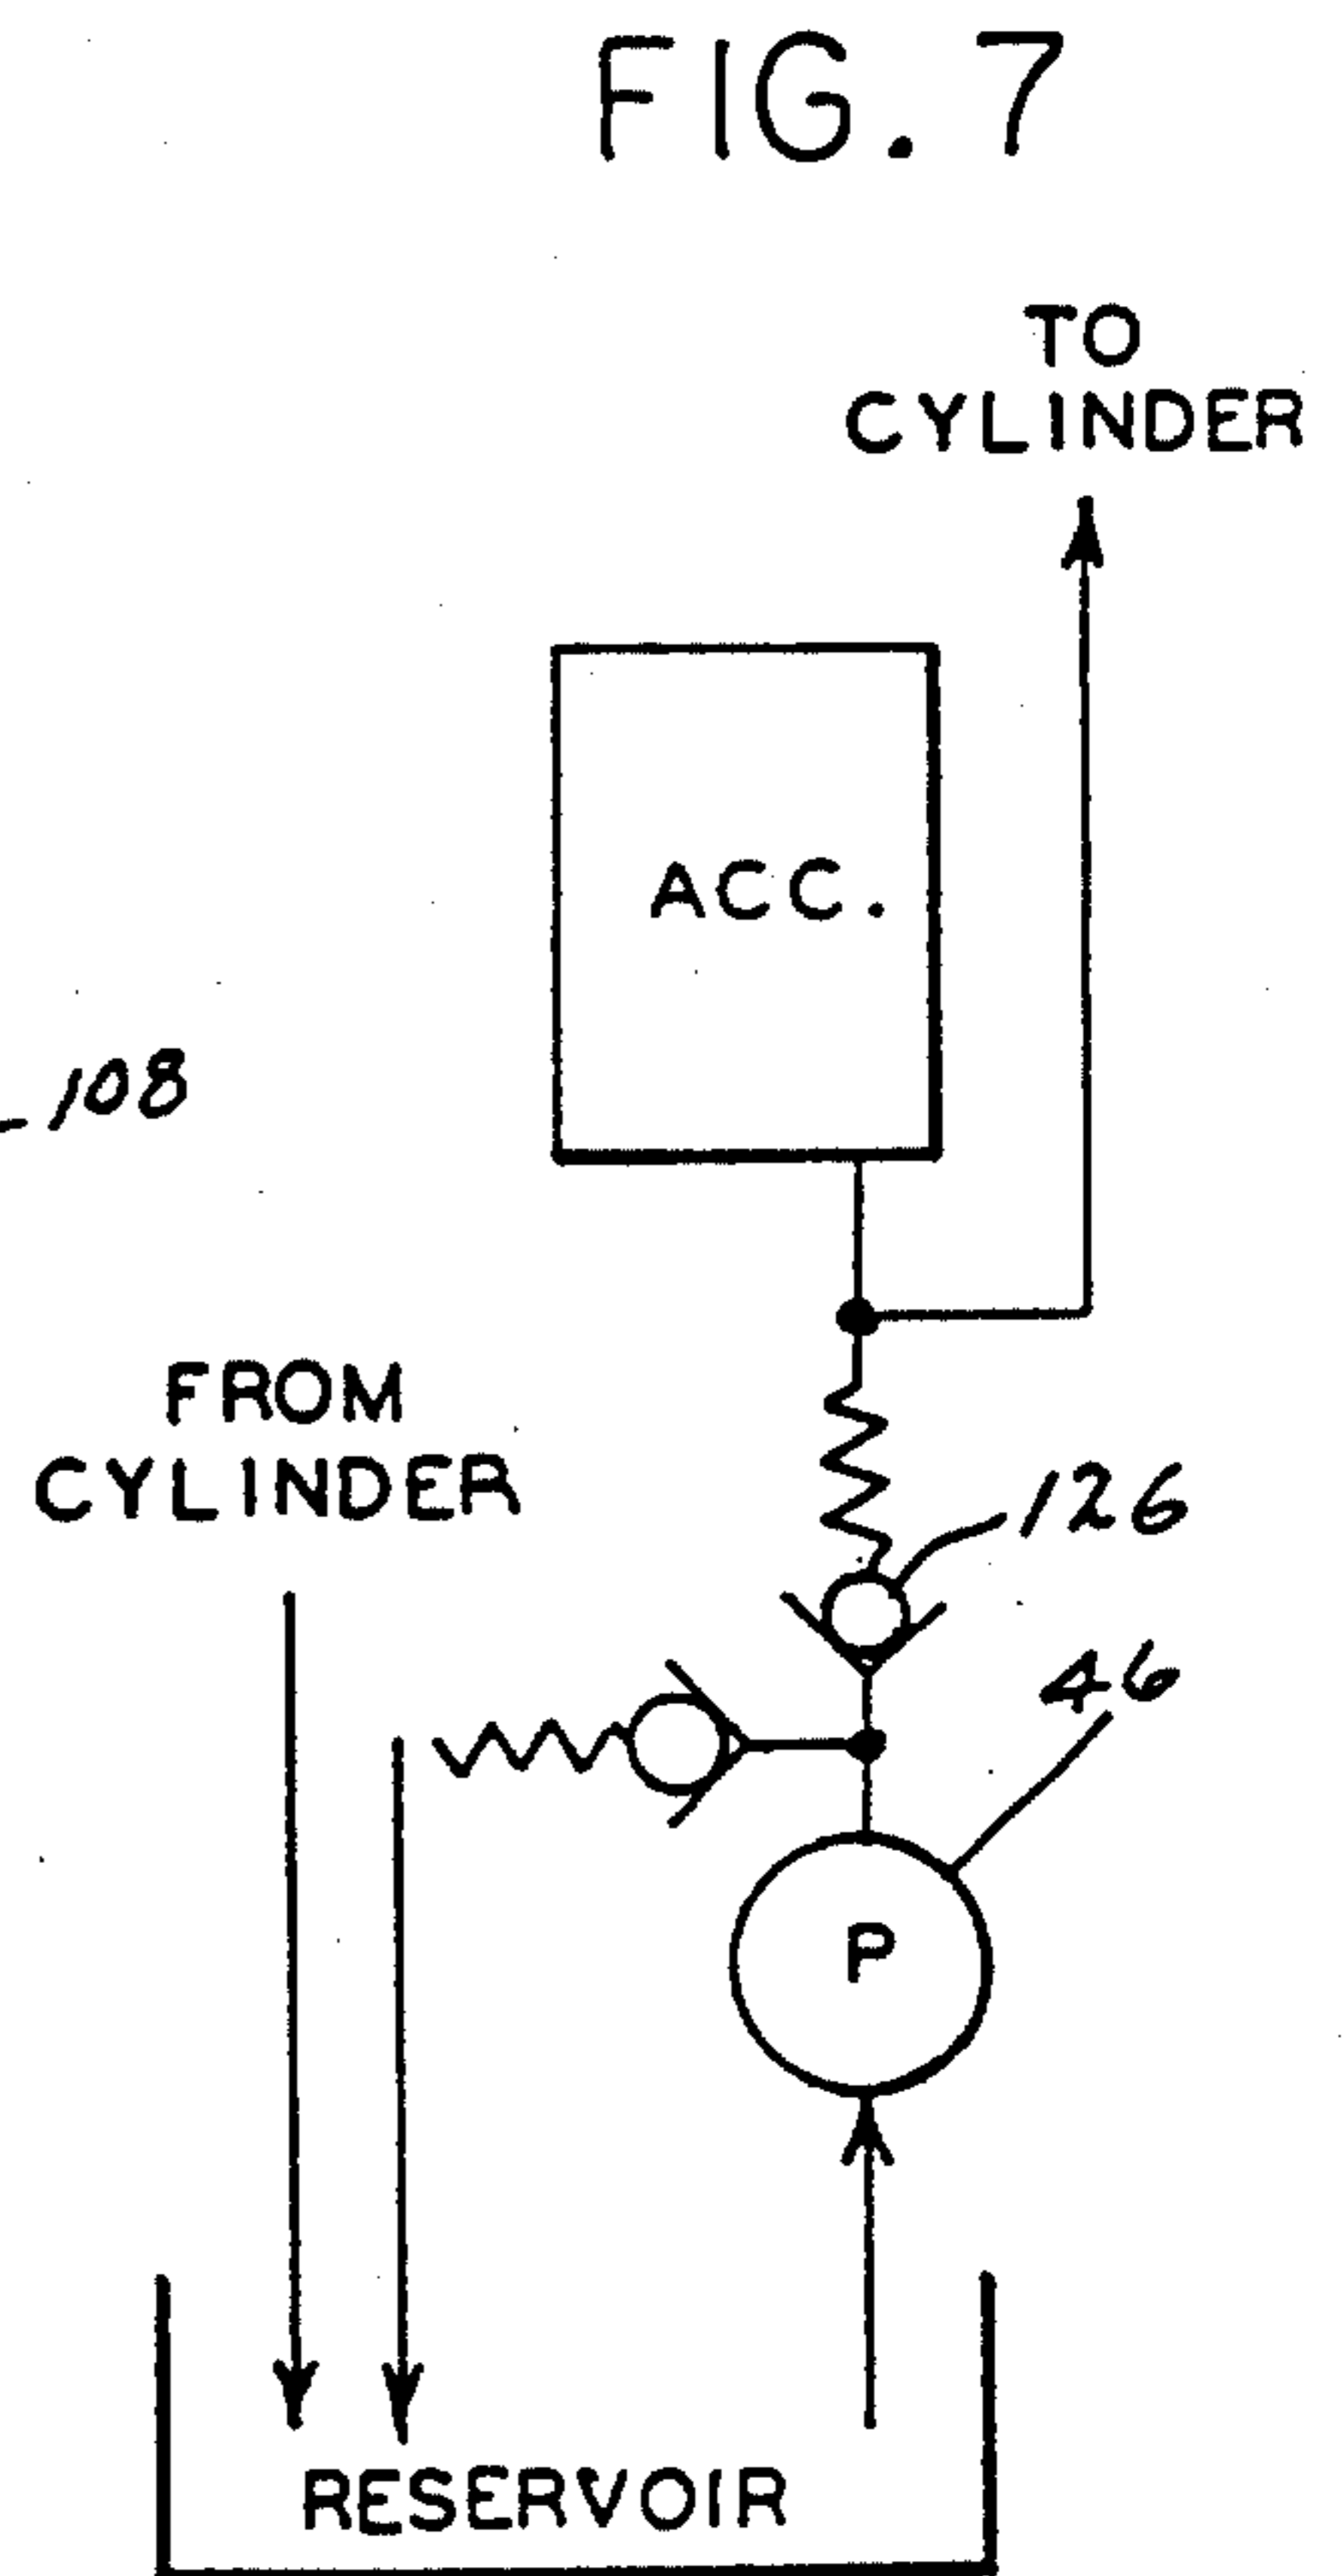 FIG. 7
TO
CYLINDER
ACC.
108
FROM
CYLINDER
126
46
P
RESERVOIR